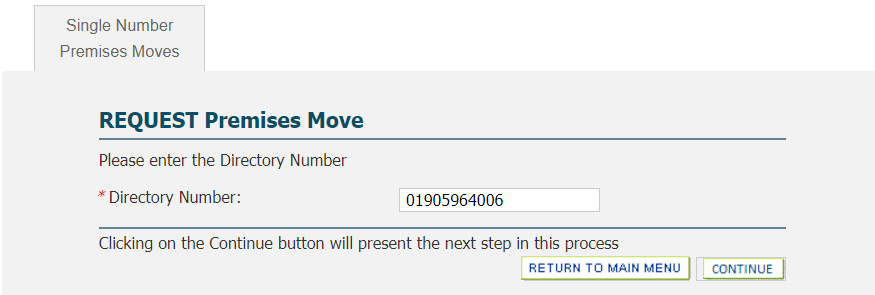 Single Number
Premises Moves
REQUEST Premises Move
Please enter the Directory Number
* Directory Number:
01905964006
Clicking on the Continue button will present the next step in this process
RETURN TO MAIN MENU
CONTINUE